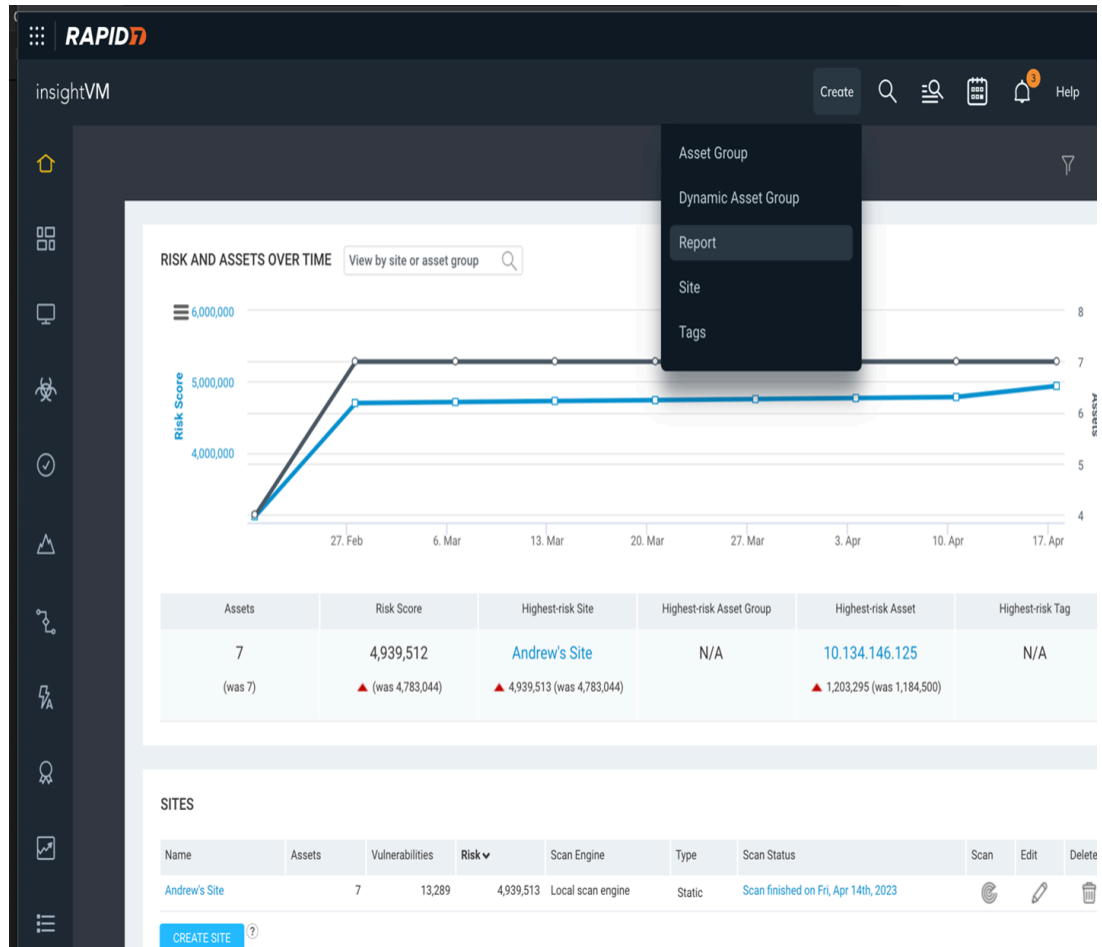 RAPID7
insightVM
Create
3
Help
Asset Group
Dynamic Asset Group
Report
Site
Tags
RISK AND ASSETS OVER TIME
View by site or asset group
6,000,000
5,000,000
4,000,000
Risk Score
8
7
6
5
4
Assets
27. Feb 6. Mar 13. Mar 20. Mar 27. Mar 3. Apr 10. Apr 17. Apr
Assets Risk Score Highest-risk Site Highest-risk Asset Group Highest-risk Asset Highest-risk Tag
7 4,939,512 Andrew's Site N/A 10.134.146.125 N/A
(was 7) (was 4,783,044) 4,939,513 (was 4,783,044) 1,203,295 (was 1,184,500)
SITES
Name Assets Vulnerabilities Risk Scan Engine Type Scan Status Scan Edit Delete
Andrew's Site 7 13,289 4,939,513 Local scan engine Static Scan finished on Fri, Apr 14th, 2023
CREATE SITE ?